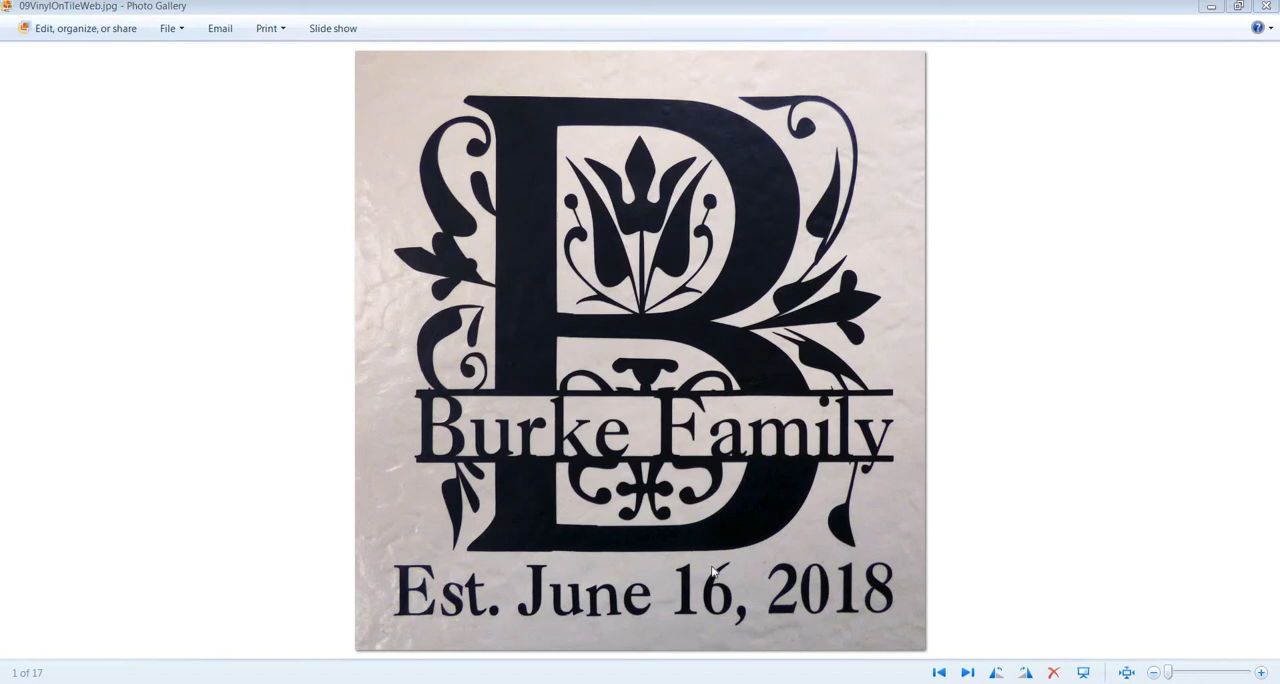 09VinylOnTileWeb.jpg - Photo Gallery
Edit, organize, or share File Email Print Slide show
B
Burke Family
Est. June 16, 2018
1 of 17